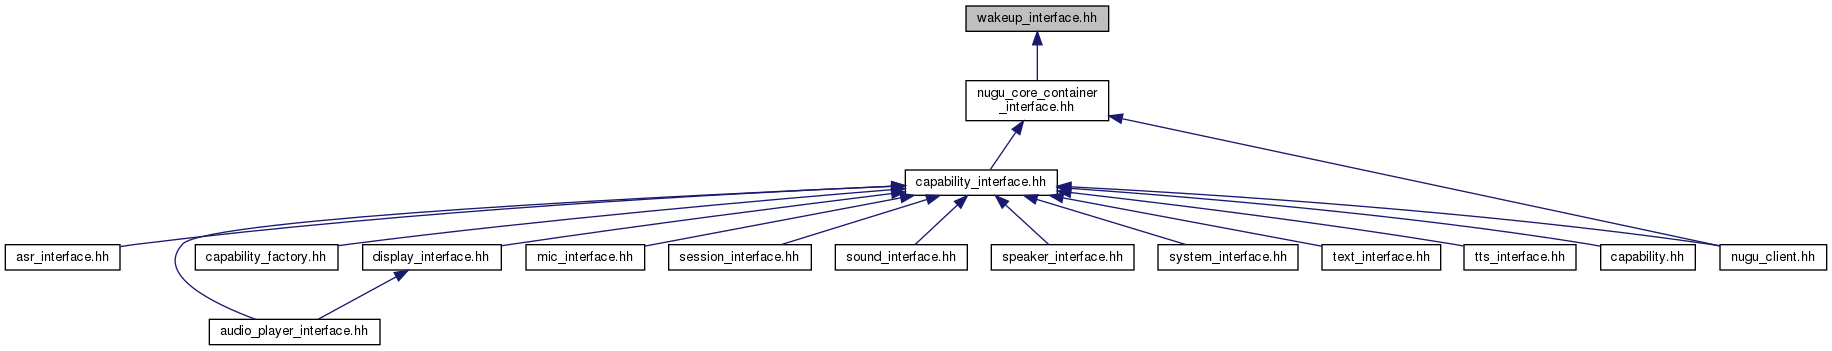 wakeup_interface.hh
nugu_core_container
_interface.hh
capability_interface.hh
asr_interface.hh
capability_factory.hh
display_interface.hh
mic_interface.hh
session_interface.hh
sound_interface.hh
speaker_interface.hh
system_interface.hh
text_interface.hh
tts_interface.hh
capability.hh
nugu_client.hh
audio_player_interface.hh